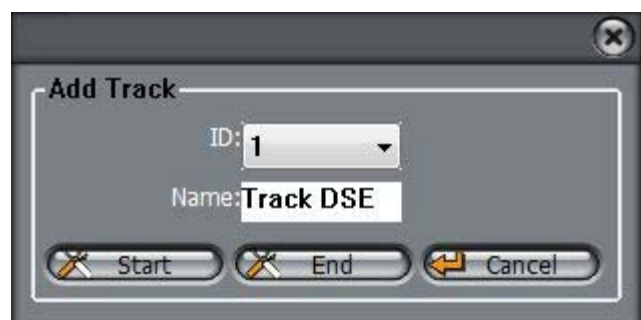 Add Track
ID: 1
Name: Track DSE
Start End Cancel